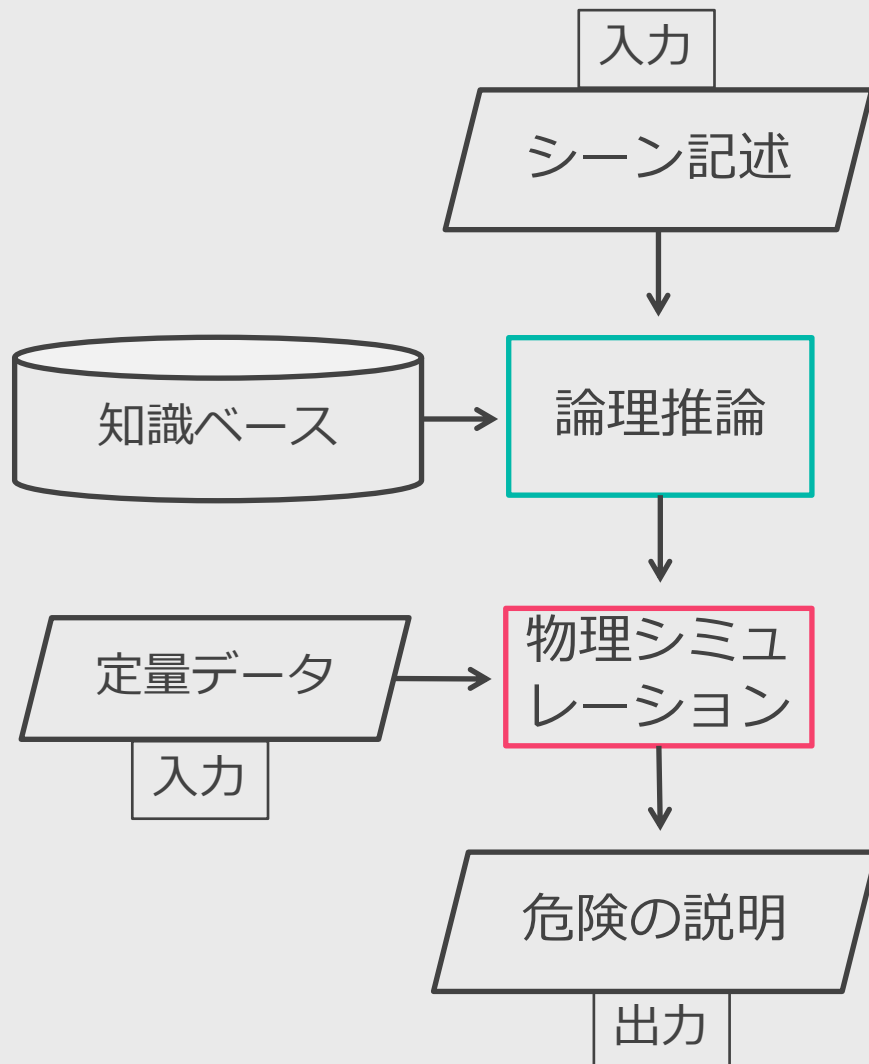 入力
シーン記述
知識ベース
論理推論
定量データ
入力
物理シミュ
レーション
危険の説明
出力